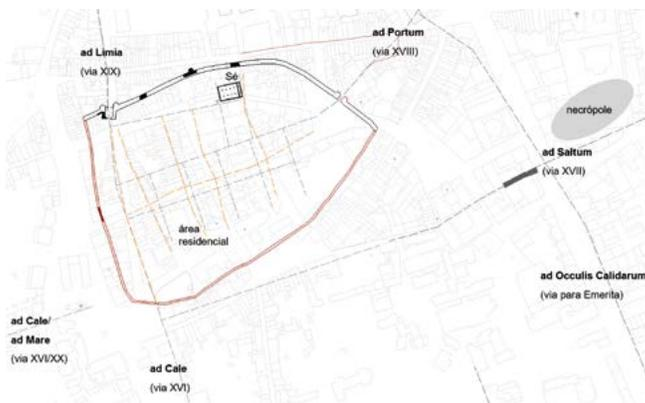 ad Limia
(via XIX)
ad Portum
(via XVIII)
Sé
necrópole
ad Saltum
(via XVII)
área
residencial
ad Occulis Calidarum
(via para Emerita)
ad Cale/
ad Mare
(via XVI/XX)
ad Cale
(via XVI)